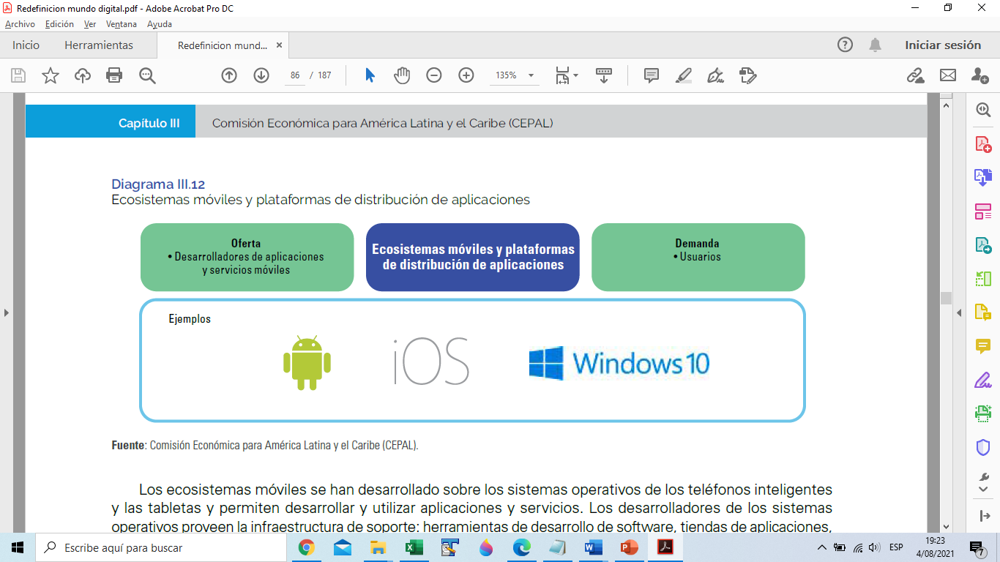 Redefinicion mundo digital.pdf - Adobe Acrobat Pro DC
Archivo Edición Ver Ventana Ayuda
Inicio Herramientas Redefinicion mund... Iniciar sesión
86 / 187 135%
Capítulo III Comisión Económica para América Latina y el Caribe (CEPAL)
Diagrama III.12
Ecosistemas móviles y plataformas de distribución de aplicaciones
Oferta
• Desarrolladores de aplicaciones
y servicios móviles
Ecosistemas móviles y plataformas
de distribución de aplicaciones
Demanda
• Usuarios
Ejemplos
iOS
Windows 10
Fuente: Comisión Económica para América Latina y el Caribe (CEPAL).
Los ecosistemas móviles se han desarrollado sobre los sistemas operativos de los teléfonos inteligentes
y las tabletas y permiten desarrollar y utilizar aplicaciones y servicios. Los desarrolladores de los sistemas
operativos proveen la infraestructura de soporte: herramientas de desarrollo de software, tiendas de aplicaciones,
Escribe aquí para buscar
ESP
19:23
4/08/2021
7